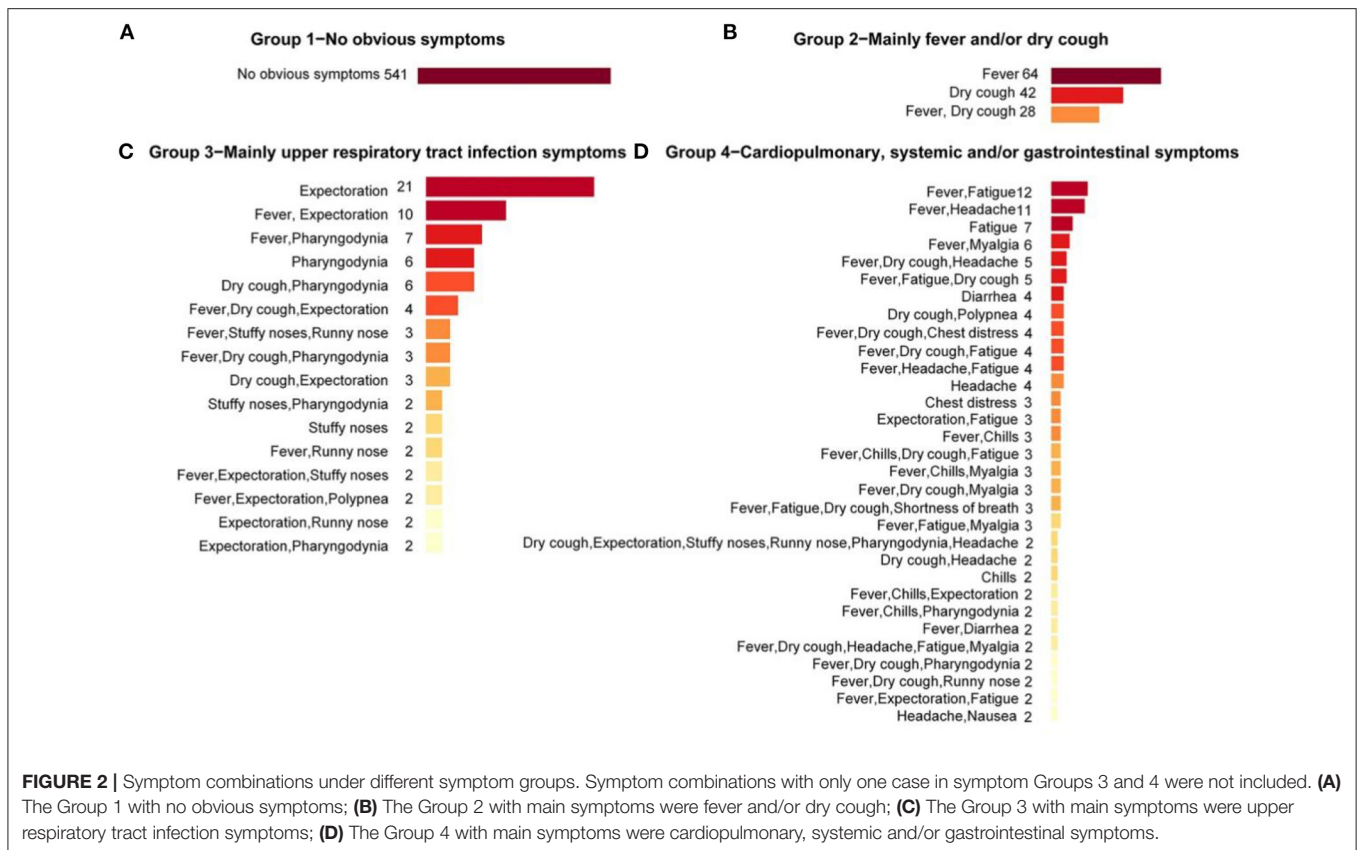 A
Group 1–No obvious symptoms
No obvious symptoms 541
B
Group 2–Mainly fever and/or dry cough
Fever 64
Dry cough 42
Fever, Dry cough 28
C
Group 3–Mainly upper respiratory tract infection symptoms
Expectoration 21
Fever, Expectoration 10
Fever,Pharyngodynia 7
Pharyngodynia 6
Dry cough,Pharyngodynia 6
Fever,Dry cough,Expectoration 4
Fever,Stuffy noses,Runny nose 3
Fever,Dry cough,Pharyngodynia 3
Dry cough,Expectoration 3
Stuffy noses,Pharyngodynia 2
Stuffy noses 2
Fever,Runny nose 2
Fever,Expectoration,Stuffy noses 2
Fever,Expectoration,Polypnea 2
Expectoration,Runny nose 2
Expectoration,Pharyngodynia 2
D
Group 4–Cardiopulmonary, systemic and/or gastrointestinal symptoms
Fever,Fatigue 12
Fever,Headache 11
Fatigue 7
Fever,Myalgia 6
Fever,Dry cough,Headache 5
Fever,Fatigue,Dry cough 5
Diarrhea 4
Dry cough,Polypnea 4
Fever,Dry cough,Chest distress 4
Fever,Dry cough,Fatigue 4
Fever,Headache,Fatigue 4
Headache 4
Chest distress 3
Expectoration,Fatigue 3
Fever,Chills 3
Fever,Chills,Dry cough,Fatigue 3
Fever,Chills,Myalgia 3
Fever,Dry cough,Myalgia 3
Fever,Fatigue,Dry cough,Shortness of breath 3
Fever,Fatigue,Myalgia 3
Dry cough,Expectoration,Stuffy noses,Runny nose,Pharyngodynia,Headache 2
Dry cough,Headache 2
Chills 2
Fever,Chills,Expectoration 2
Fever,Chills,Pharyngodynia 2
Fever,Diarrhea 2
Fever,Dry cough,Headache,Fatigue,Myalgia 2
Fever,Dry cough,Pharyngodynia 2
Fever,Dry cough,Runny nose 2
Fever,Expectoration,Fatigue 2
Headache,Nausea 2
FIGURE 2 | Symptom combinations under different symptom groups. Symptom combinations with only one case in symptom Groups 3 and 4 were not included. (A)
The Group 1 with no obvious symptoms; (B) The Group 2 with main symptoms were fever and/or dry cough; (C) The Group 3 with main symptoms were upper
respiratory tract infection symptoms; (D) The Group 4 with main symptoms were cardiopulmonary, systemic and/or gastrointestinal symptoms.